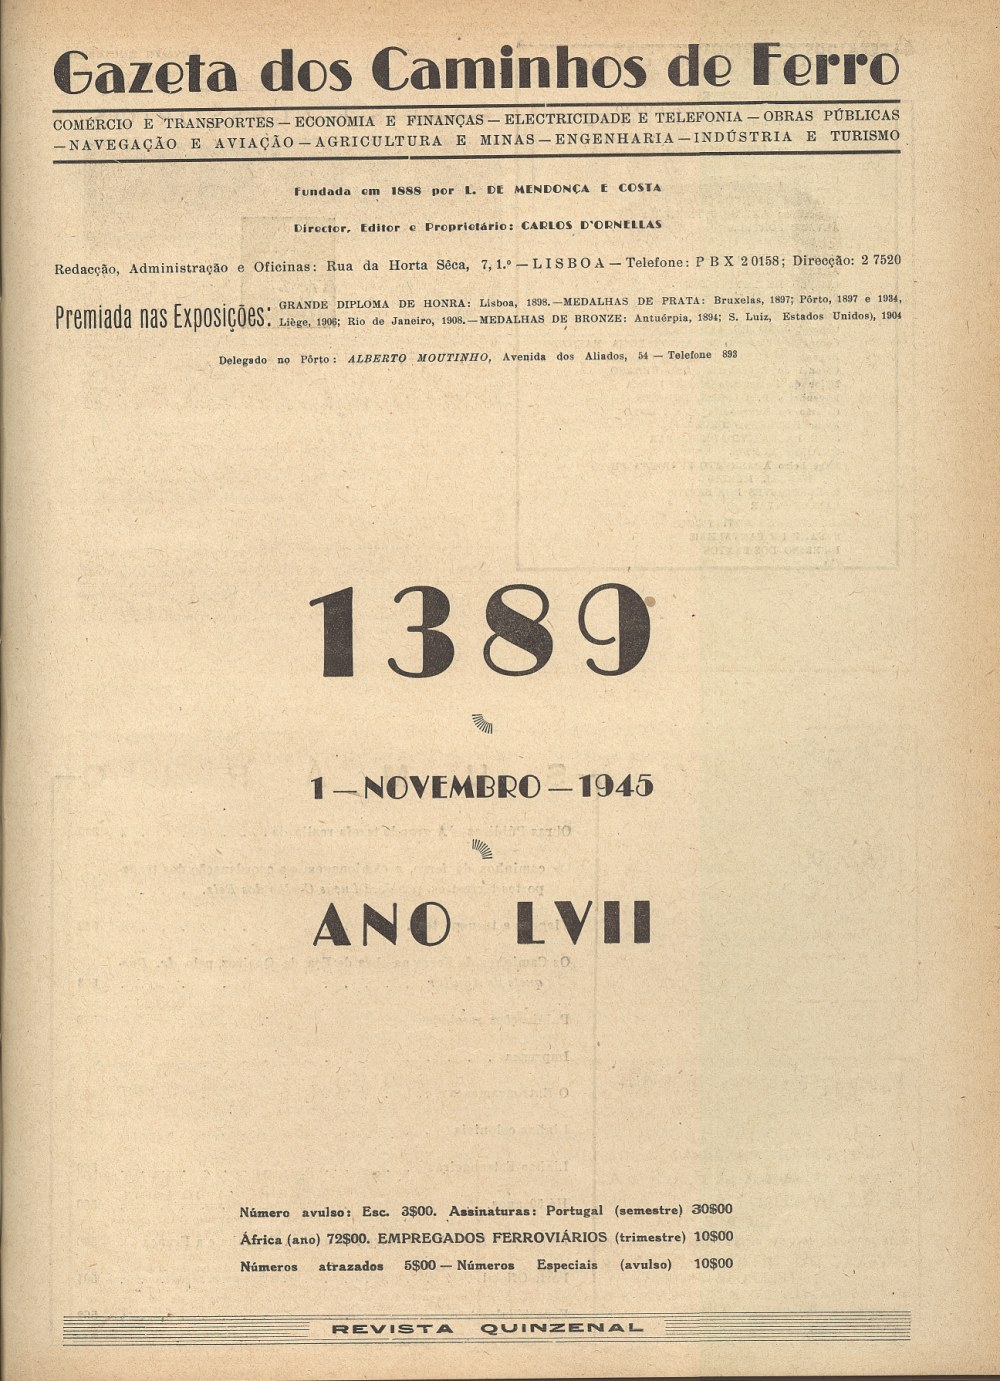 Gazeta dos Caminhos de Ferro
COMÉRCIO E TRANSPORTES — ECONOMIA E FINANÇAS — ELECTRICIDADE E TELEFONIA — OBRAS PÚBLICAS
— NAVEGAÇÃO E AVIAÇÃO — AGRICULTURA E MINAS — ENGENHARIA — INDÚSTRIA E TURISMO
Fundada em 1888 por L. DE MENDONÇA E COSTA
Director, Editor e Proprietário: CARLOS D'ORNELLAS
Redacção, Administração e Oficinas: Rua da Horta Sêca, 7, 1.º — LISBOA — Telefone: P B X 2 0158; Direcção: 2 7520
Premiada nas Exposições:
GRANDE DIPLOMA DE HONRA: Lisboa, 1898. — MEDALHAS DE PRATA: Bruxelas, 1897; Pôrto, 1897 e 1934,
Liège, 1906; Rio de Janeiro, 1908. — MEDALHAS DE BRONZE: Antuérpia, 1894; S. Luiz, Estados Unidos), 1904
Delegado no Pôrto: ALBERTO MOUTINHO, Avenida dos Aliados, 54 — Telefone 893
1389
1 — NOVEMBRO — 1945
ANO LVII
Número avulso: Esc. 3$00. Assinaturas: Portugal (semestre) 30$00
África (ano) 72$00. EMPREGADOS FERROVIÁRIOS (trimestre) 10$00
Números atrazados 5$00 — Números Especiais (avulso) 10$00
REVISTA QUINZENAL